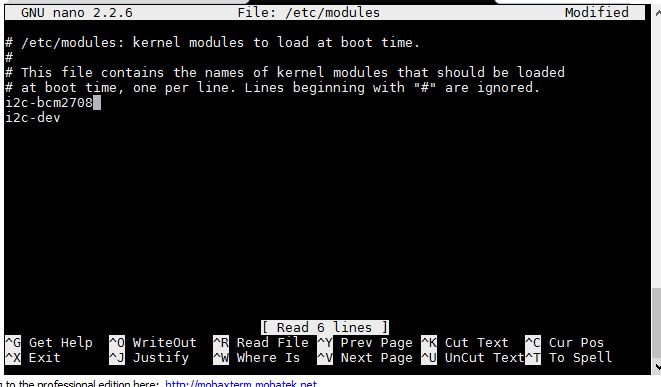 GNU nano 2.2.6 File: /etc/modules Modified
# /etc/modules: kernel modules to load at boot time.
#
# This file contains the names of kernel modules that should be loaded
# at boot time, one per line. Lines beginning with "#" are ignored.
i2c-bcm2708
i2c-dev
[ Read 6 lines ]
^G Get Help ^O WriteOut ^R Read File ^Y Prev Page ^K Cut Text ^C Cur Pos
^X Exit ^J Justify ^W Where Is ^V Next Page ^U UnCut Text ^T To Spell
to the professional edition here: http://mobaxterm.mobatek.net